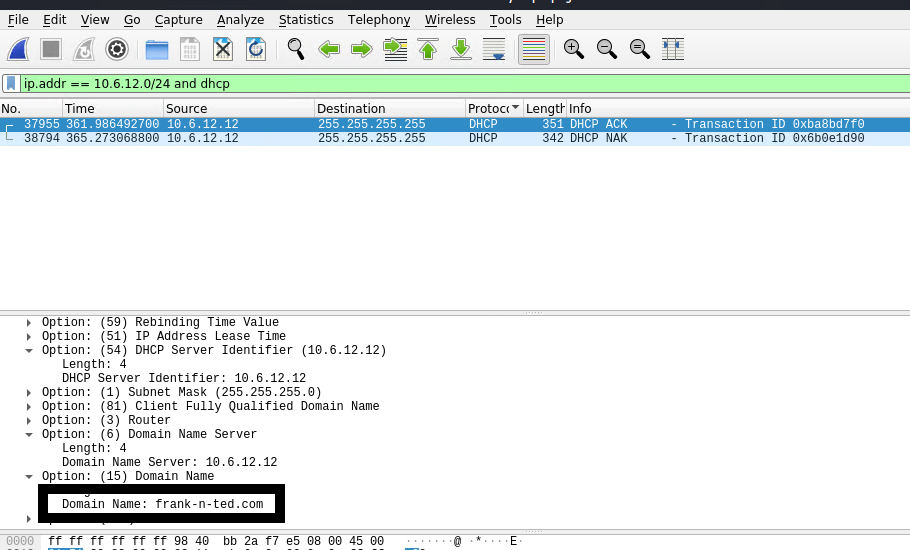 File Edit View Go Capture Analyze Statistics Telephony Wireless Tools Help
ip.addr == 10.6.12.0/24 and dhcp
No. Time Source Destination Protoc Length Info
37955 361.986492700 10.6.12.12 255.255.255.255 DHCP 351 DHCP ACK - Transaction ID 0xba8bd7f0
38794 365.273068800 10.6.12.12 255.255.255.255 DHCP 342 DHCP NAK - Transaction ID 0x6b0e1d90
Option: (59) Rebinding Time Value
Option: (51) IP Address Lease Time
Option: (54) DHCP Server Identifier (10.6.12.12)
Length: 4
DHCP Server Identifier: 10.6.12.12
Option: (1) Subnet Mask (255.255.255.0)
Option: (81) Client Fully Qualified Domain Name
Option: (3) Router
Option: (6) Domain Name Server
Length: 4
Domain Name Server: 10.6.12.12
Option: (15) Domain Name
Domain Name: frank-n-ted.com
0000 ff ff ff ff ff ff 98 40 bb 2a f7 e5 08 00 45 00 ·······@ ·*····E·